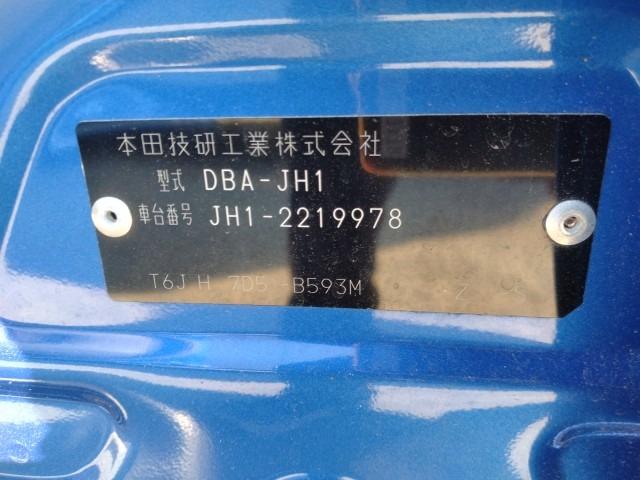 本田技研工業株式会社
型式 DBA-JH1
車台番号 JH1-2219978
T6J H 7D5 -B593M